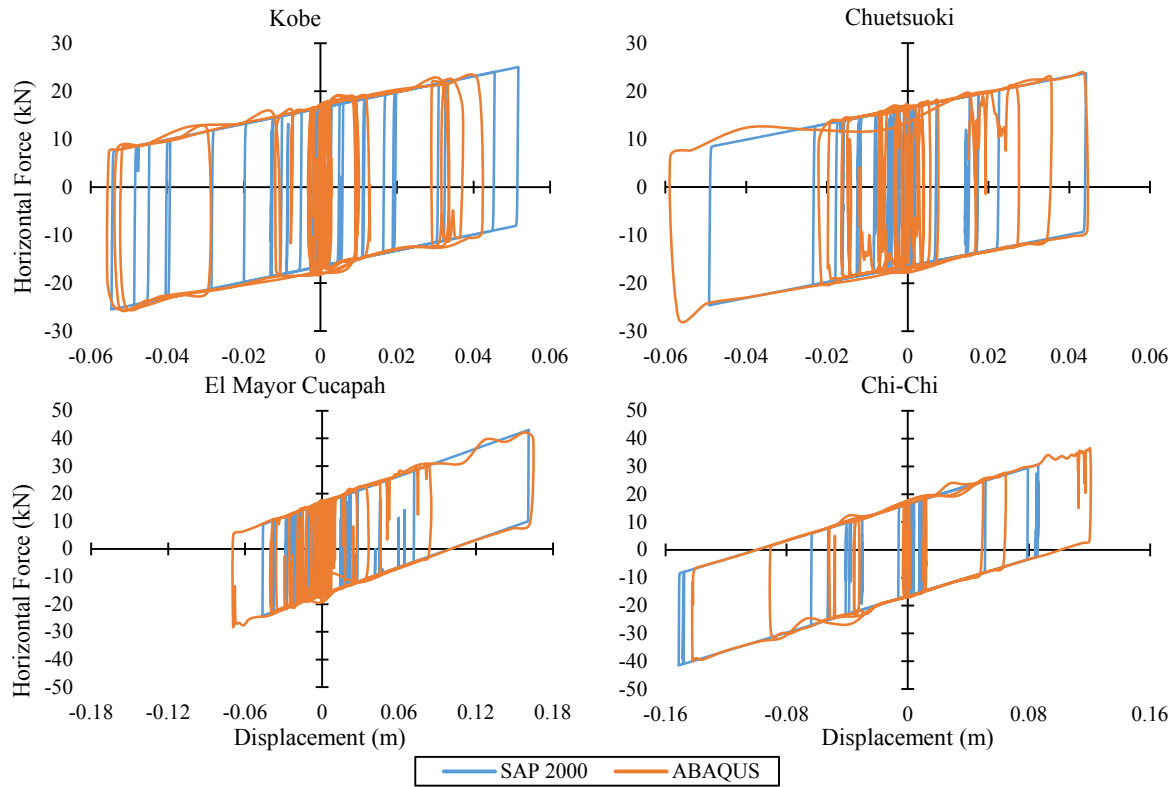 Kobe
Chuetsuoki
Horizontal Force (kN)
30
20
10
0
-10
-20
-30
-0.06 -0.04 -0.02 0 0.02 0.04 0.06
30
20
10
0
-10
-20
-30
-0.06 -0.04 -0.02 0 0.02 0.04 0.06
El Mayor Cucapah
Chi-Chi
Horizontal Force (kN)
50
40
30
20
10
0
-10
-20
-30
-40
-50
-0.18 -0.12 -0.06 0 0.06 0.12 0.18
Displacement (m)
50
40
30
20
10
0
-10
-20
-30
-40
-50
-0.16 -0.08 0 0.08 0.16
Displacement (m)
SAP 2000 ABAQUS